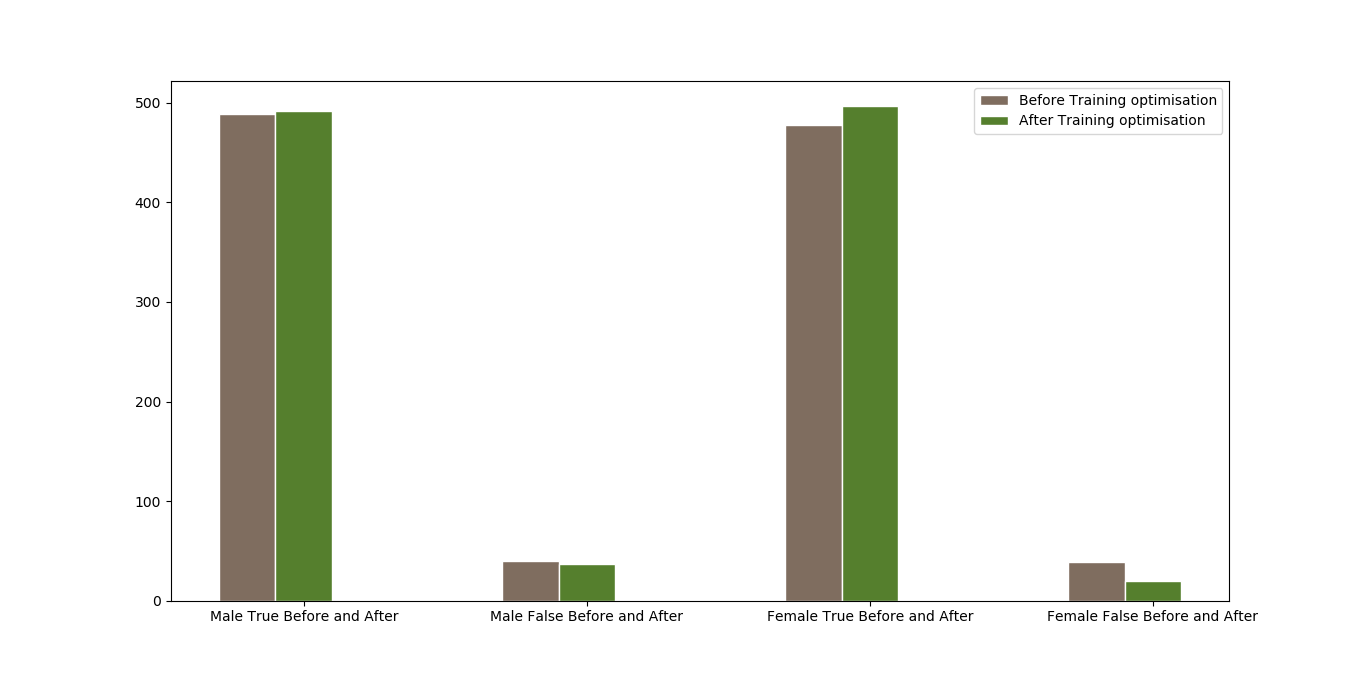 Before Training optimisation
After Training optimisation
500
400
300
200
100
0
Male True Before and After
Male False Before and After
Female True Before and After
Female False Before and After